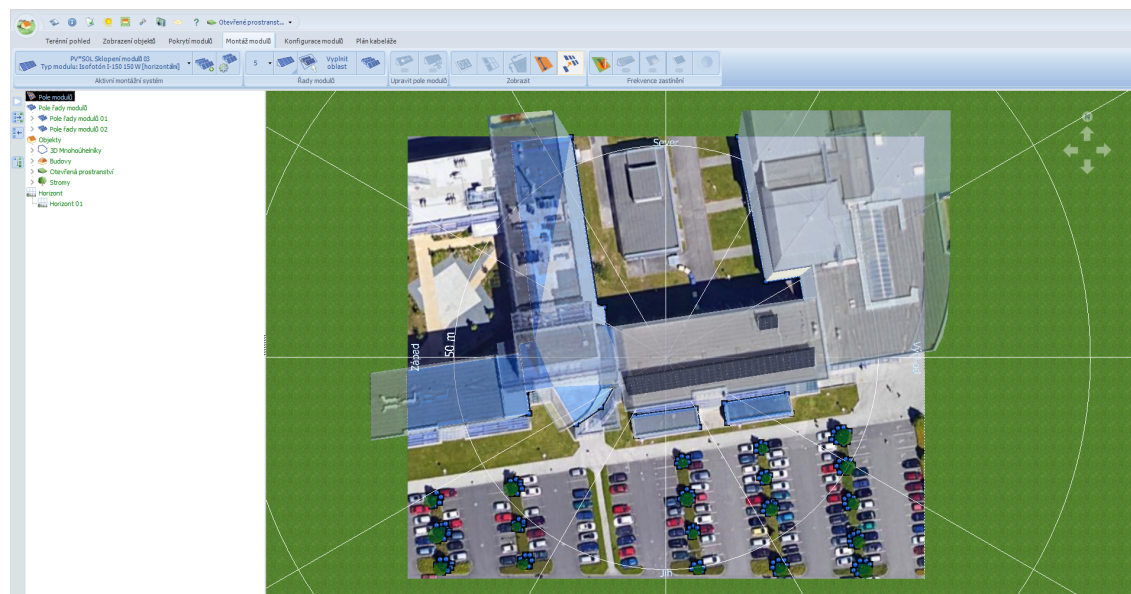 ? Otevřené prostranst...
Terénní pohled Zobrazení objektů Pokrytí modulů Montáž modulů Konfigurace modulů Plán kabeláže
PV*SOL Sklopení modulů 03
Typ modulu: Isofotón I-150 150 W [horizontání]
5
Vyplnit
oblast
Aktivní montážní systém
Řady modulů
Upravit pole modulů
Zobrazit
Frekvence zastínění
Pole modulů
Pole řady modulů
Pole řady modulů 01
Pole řady modulů 02
Objekty
3D Mnohoúhelníky
Budovy
Otevřená prostranství
Stromy
Horizont
Horizont 01
Sever
Západ
50 m
Východ
Jih